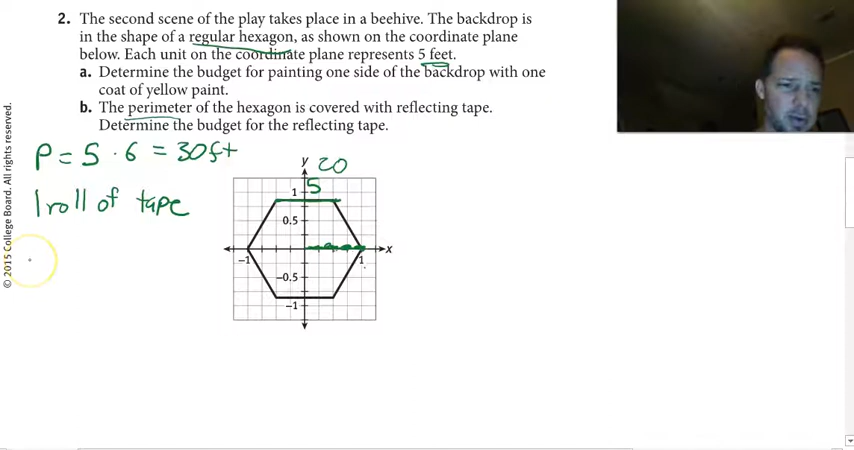 2. The second scene of the play takes place in a beehive. The backdrop is
in the shape of a regular hexagon, as shown on the coordinate plane
below. Each unit on the coordinate plane represents 5 feet.
a. Determine the budget for painting one side of the backdrop with one
coat of yellow paint.
b. The perimeter of the hexagon is covered with reflecting tape.
Determine the budget for the reflecting tape.
P = 5 · 6 = 30ft
1 roll of tape
© 2015 College Board. All rights reserved.
y
20
1
5
0.5
-1
1
x
-0.5
-1